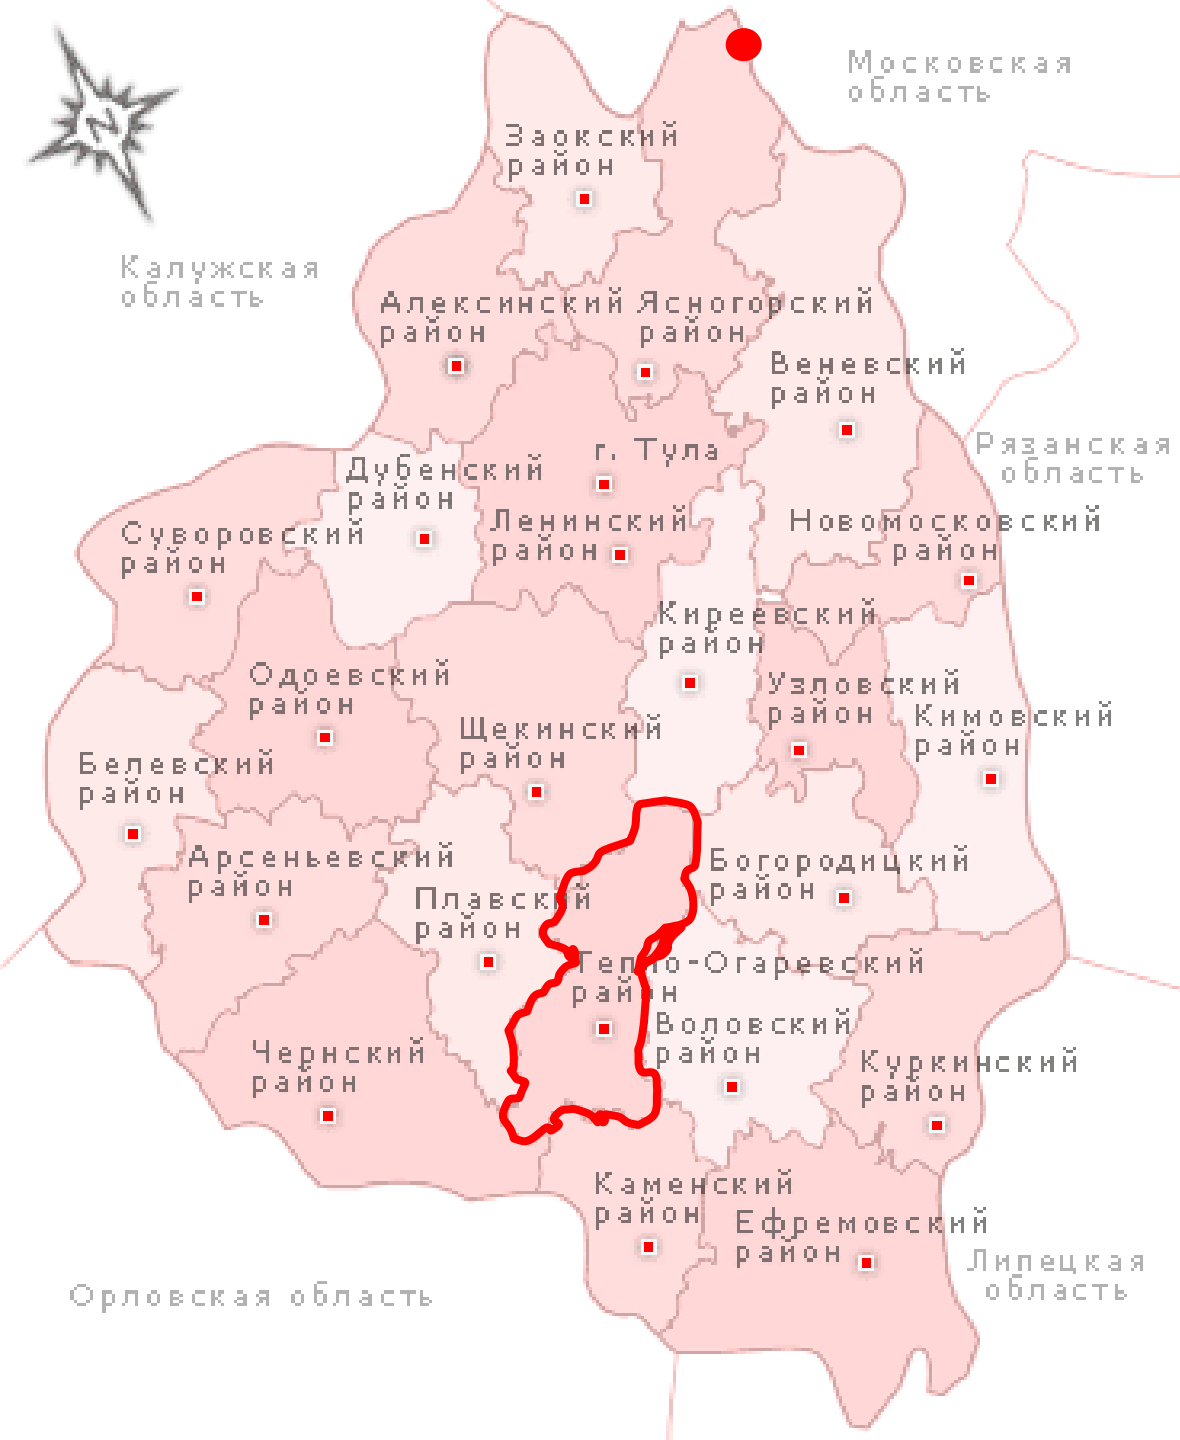 Московская
область
Заокский
район
Калужская
область
Алексинский
район
Ясногорский
район
Веневский
район
Рязанская
область
г. Тула
Дубенский
район
Суворовский
район
Ленинский
район
Новомосковский
район
Киреевский
район
Одоевский
район
Узловский
район
Щекинский
район
Кимовский
район
Белевский
район
Арсеньевский
район
Богородицкий
район
Плавский
район
Тепло-Огаревский
район
Воловский
район
Чернский
район
Куркинский
район
Каменский
район
Ефремовский
район
Липецкая
область
Орловская область
N